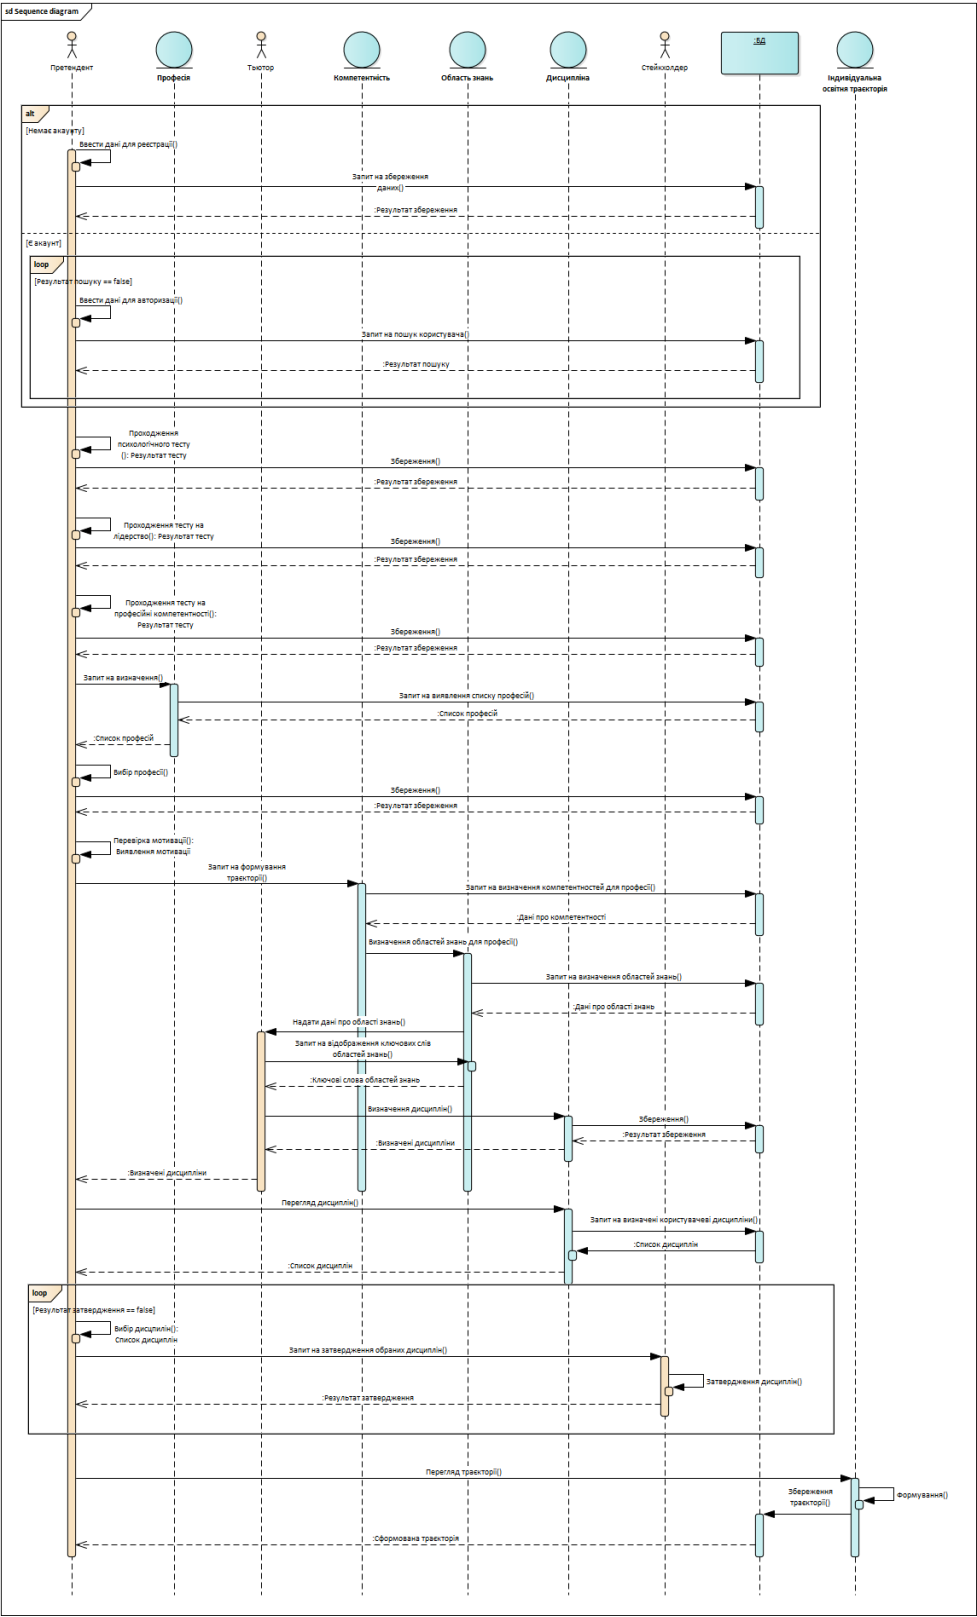 sd Sequence diagram
Претендент
Професія
Тьютор
Компетентність
Область знань
Дисципліна
Стейкхолдер
:БД
Індивідуальна
освітня траєкторія
alt
[Немає акаунту]
Ввести дані для реєстрації()
Запит на збереження
даних()
:Результат збереження
[Є акаунт]
loop
[Результат пошуку == false]
Ввести дані для авторизації()
Запит на пошук користувача()
:Результат пошуку
Проходження
психологічного тесту
(): Результат тесту
Збереження()
:Результат збереження
Проходження тесту на
лідерство(): Результат тесту
Збереження()
:Результат збереження
Проходження тесту на
професійні компетентності():
Результат тесту
Збереження()
:Результат збереження
Запит на визначення()
Запит на виявлення списку професій()
:Список професій
:Список професій
Вибір професії()
Збереження()
:Результат збереження
Перевірка мотивації():
Виявлення мотивації
Запит на формування
траєкторії()
Запит на визначення компетентностей для професії()
:Дані про компетентності
Визначення областей знань для професії()
Запит на визначення областей знань()
:Дані про області знань
Надати дані про області знань()
Запит на відображення ключових слів
областей знань()
:Ключові слова областей знань
Визначення дисциплін()
Збереження()
:Результат збереження
:Визначені дисципліни
:Визначені дисципліни
Перегляд дисциплін()
Запит на визначені користувачеві дисципліни()
:Список дисциплін
:Список дисциплін
loop
[Результат затвердження == false]
Вибір дисцпилін():
Список дисциплін
Запит на затвердження обраних дисциплін()
Затвердження дисциплін()
:Результат затвердження
Перегляд траєкторії()
Збереження
траєкторії()
Формування()
:Сформована траєкторія